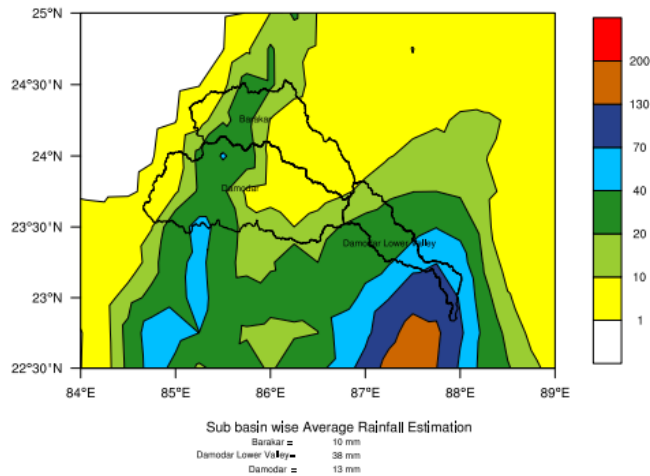 25°N
24°30'N
24°N
23°30'N
23°N
22°30'N
84°E 85°E 86°E 87°E 88°E 89°E
Barakar
Damodar
Damodar Lower Valley
200
130
70
40
20
10
1
Sub basin wise Average Rainfall Estimation
Barakar = 10 mm
Damodar Lower Valley= 38 mm
Damodar = 13 mm